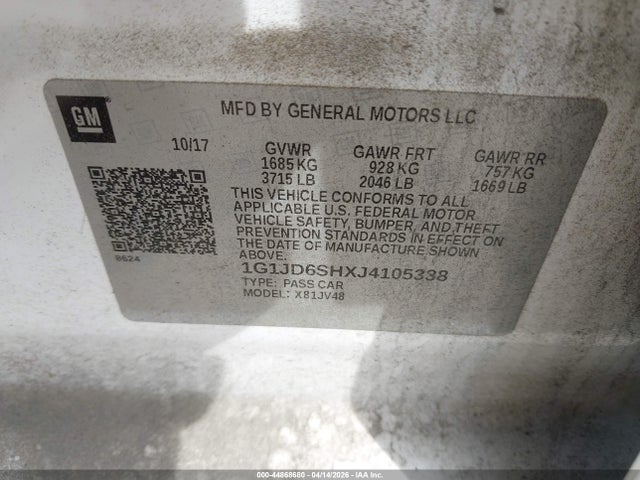 GM
MFD BY GENERAL MOTORS LLC
10/17 GVWR GAWR FRT GAWR RR
1685 KG 928 KG 757 KG
3715 LB 2046 LB 1669 LB
THIS VEHICLE CONFORMS TO ALL
APPLICABLE U.S. FEDERAL MOTOR
VEHICLE SAFETY, BUMPER, AND THEFT
PREVENTION STANDARDS IN EFFECT ON
THE DATE OF MANUFACTURE SHOWN
ABOVE.
8624
1G1JD6SHXJ4105338
TYPE: PASS CAR
MODEL: X81JV48
000-44868680 - 04/14/2026 - IAAI.COM